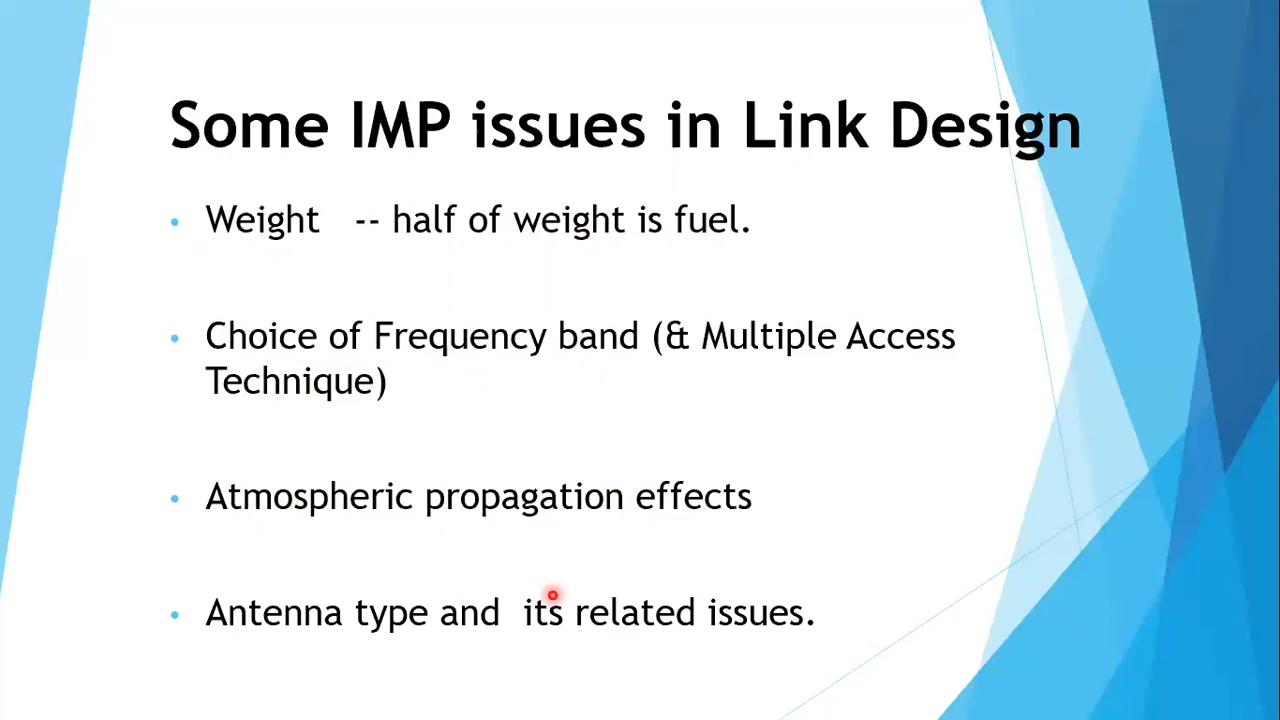 Some IMP issues in Link Design
• Weight -- half of weight is fuel.
• Choice of Frequency band (& Multiple Access
Technique)
• Atmospheric propagation effects
• Antenna type and its related issues.